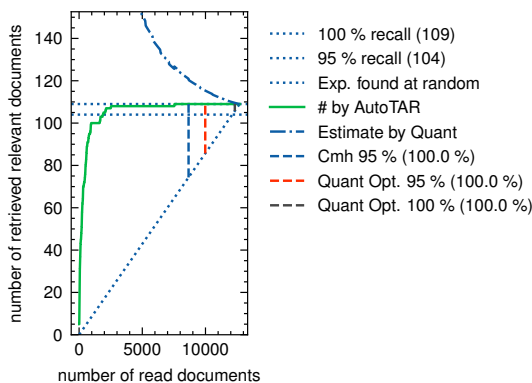 140
120
100
80
60
40
20
0
0 5000 10000
number of retrieved relevant documents
number of read documents
100 % recall (109)
95 % recall (104)
Exp. found at random
# by AutoTAR
Estimate by Quant
Cmh 95 % (100.0 %)
Quant Opt. 95 % (100.0 %)
Quant Opt. 100 % (100.0 %)